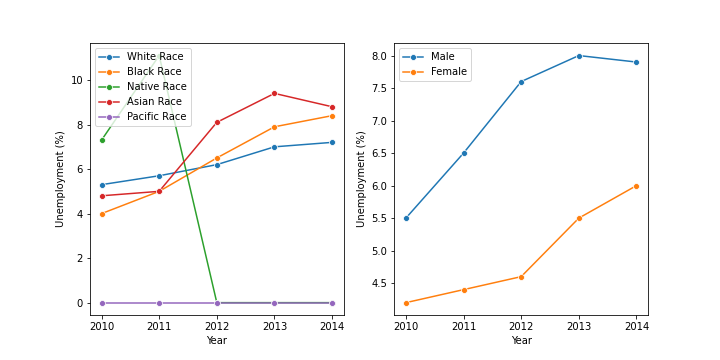 White Race
Black Race
Native Race
Asian Race
Pacific Race
10
8
6
4
2
0
Unemployment (%)
2010 2011 2012 2013 2014
Year
Male
Female
8.0
7.5
7.0
6.5
6.0
5.5
5.0
4.5
Unemployment (%)
2010 2011 2012 2013 2014
Year